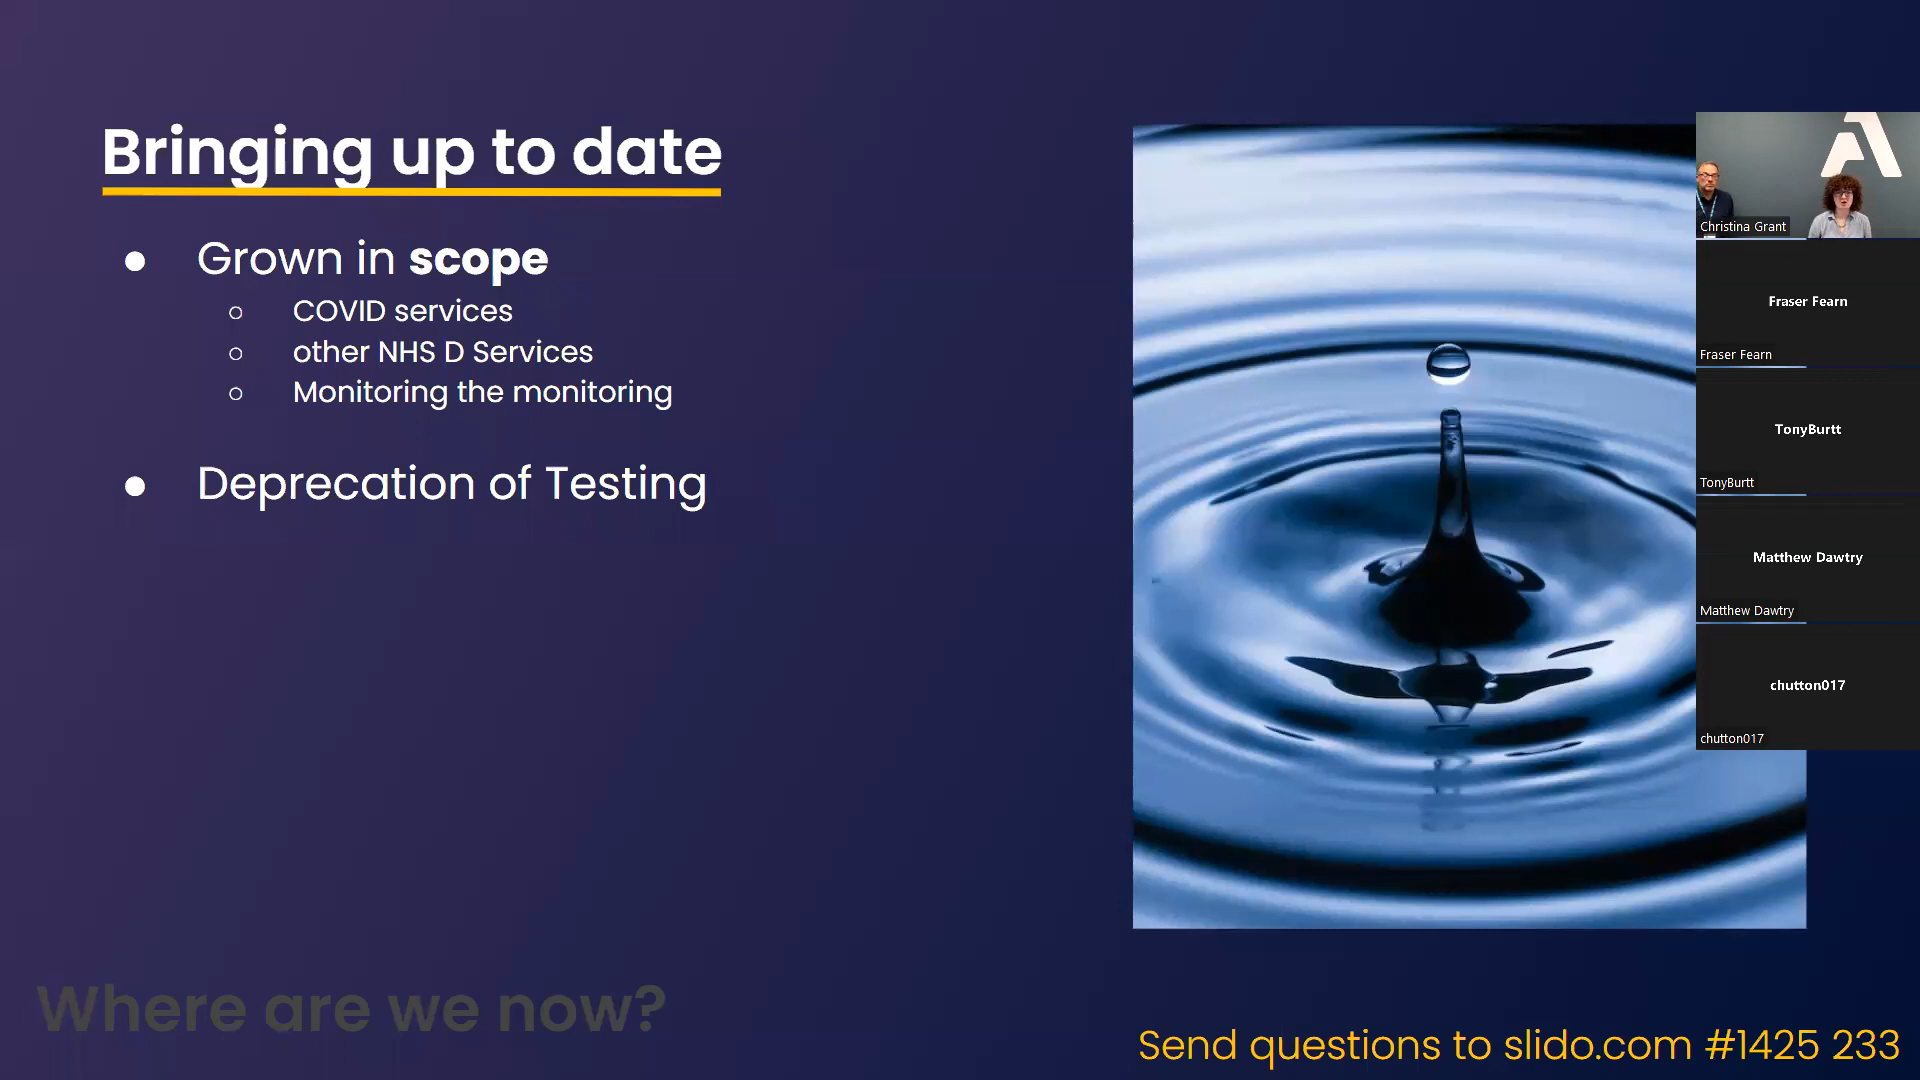 Bringing up to date
● Grown in scope
○ COVID services
○ other NHS D Services
○ Monitoring the monitoring
● Deprecation of Testing
Where are we now?
Send questions to slido.com #1425 233
Christina Grant
Fraser Fearn
Fraser Fearn
TonyBurtt
TonyBurtt
Matthew Dawtry
Matthew Dawtry
chutton017
chutton017